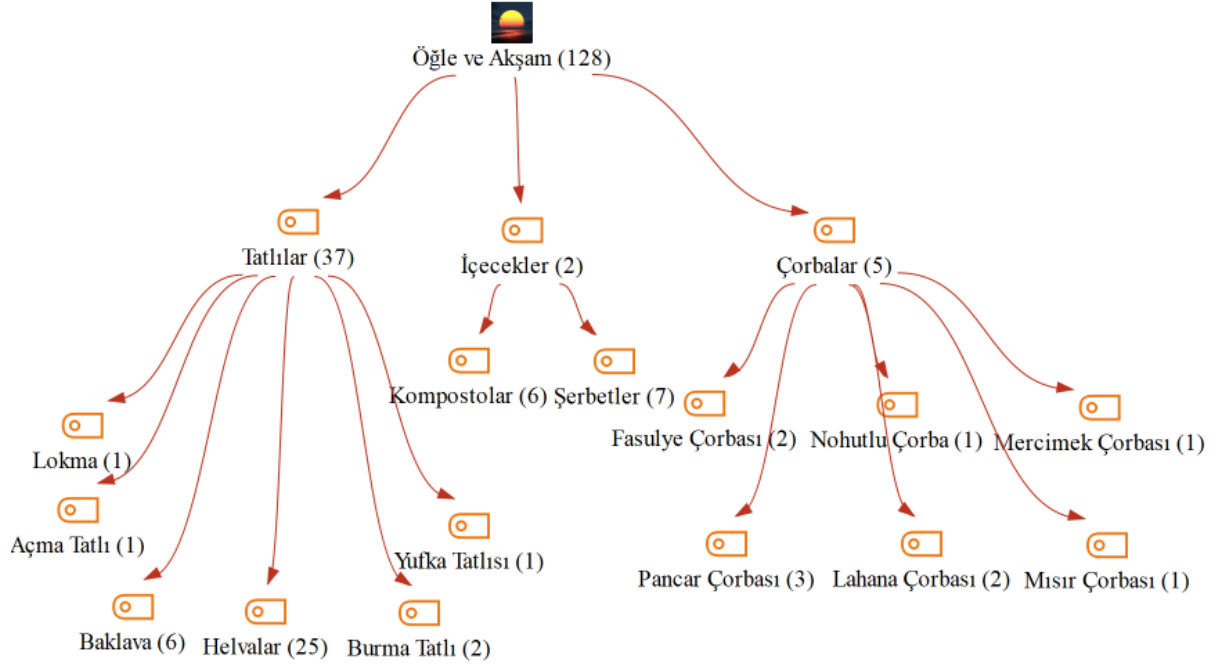 Öğle ve Akşam (128)
Tatlılar (37)
İçecekler (2)
Çorbalar (5)
Kompostolar (6)
Şerbetler (7)
Fasulye Çorbası (2)
Nohutlu Çorba (1)
Mercimek Çorbası (1)
Lokma (1)
Açma Tatlı (1)
Yufka Tatlısı (1)
Pancar Çorbası (3)
Lahana Çorbası (2)
Mısır Çorbası (1)
Baklava (6)
Helvalar (25)
Burma Tatlı (2)